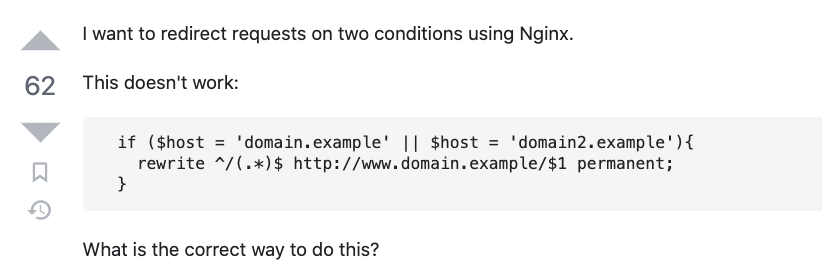 I want to redirect requests on two conditions using Nginx.
62
This doesn't work:
if ($host = 'domain.example' || $host = 'domain2.example'){
  rewrite ^/(.*)$ http://www.domain.example/$1 permanent;
}
What is the correct way to do this?